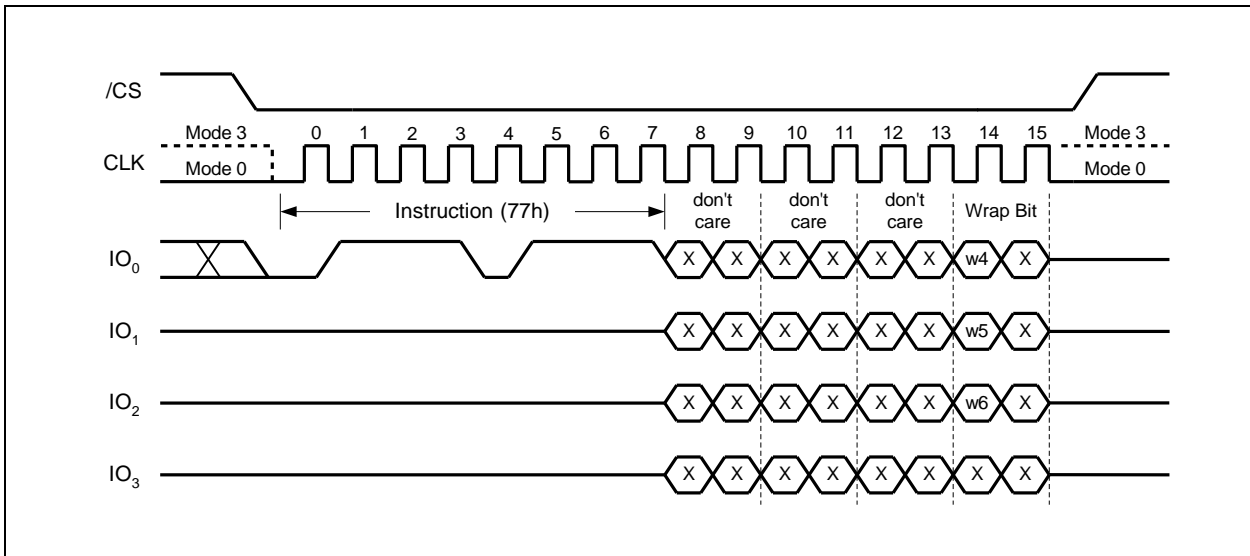 /CS
Mode 3 0 1 2 3 4 5 6 7 8 9 10 11 12 13 14 15 Mode 3
CLK Mode 0 Mode 0
Instruction (77h) don't care don't care don't care Wrap Bit
IO0 X X X X X X w4 X
IO1 X X X X X X w5 X
IO2 X X X X X X w6 X
IO3 X X X X X X X X